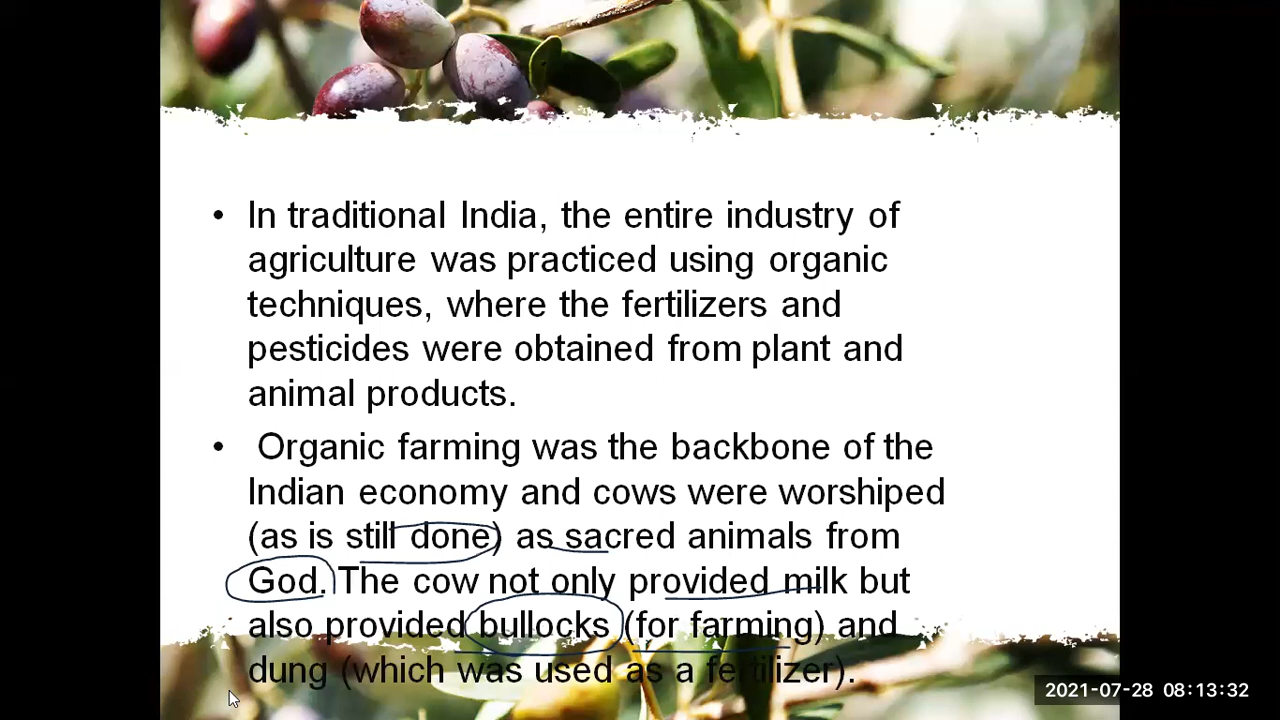 • In traditional India, the entire industry of
agriculture was practiced using organic
techniques, where the fertilizers and
pesticides were obtained from plant and
animal products.
• Organic farming was the backbone of the
Indian economy and cows were worshiped
(as is still done) as sacred animals from
God. The cow not only provided milk but
also provided bullocks (for farming) and
dung (which was used as a fertilizer).
2021-07-28 08:13:32